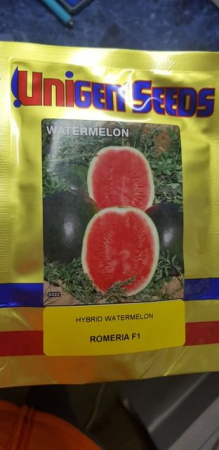 UNIGEN SEEDS
WATERMELON
HYBRID WATERMELON
ROMERIA F1